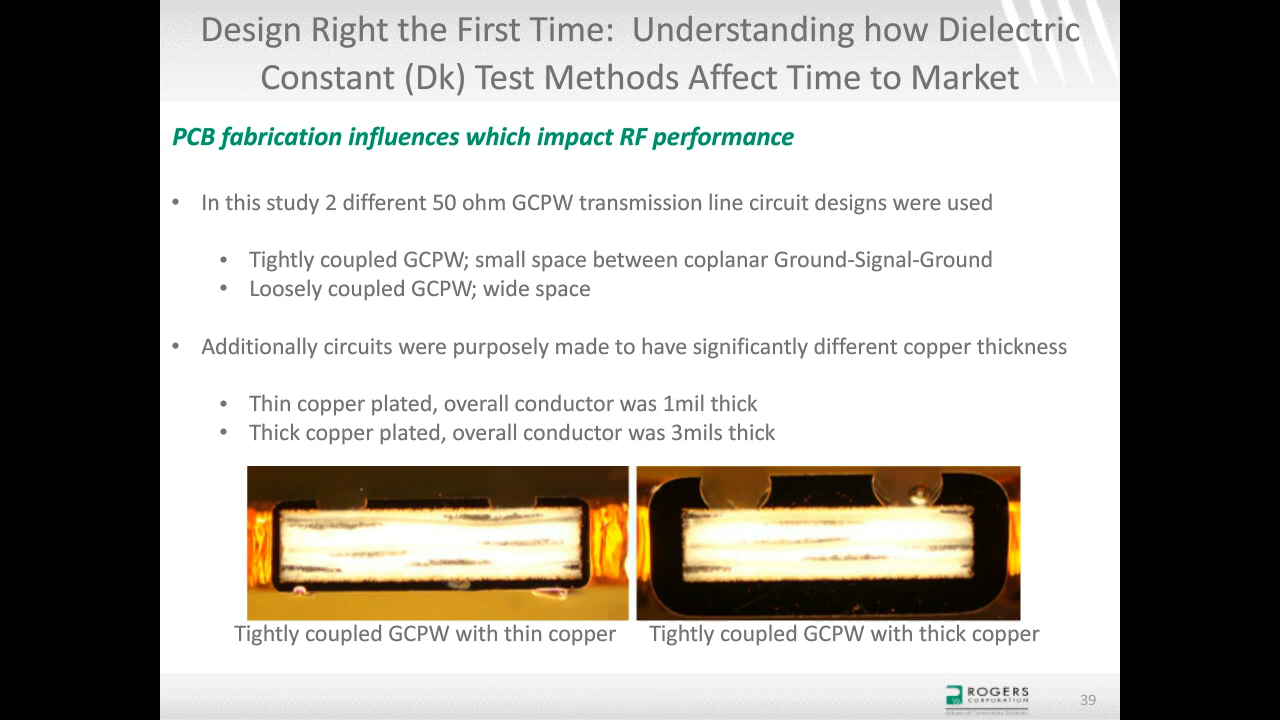 Design Right the First Time:  Understanding how Dielectric
Constant (Dk) Test Methods Affect Time to Market
PCB fabrication influences which impact RF performance
• In this study 2 different 50 ohm GCPW transmission line circuit designs were used
• Tightly coupled GCPW; small space between coplanar Ground-Signal-Ground
• Loosely coupled GCPW; wide space
• Additionally circuits were purposely made to have significantly different copper thickness
• Thin copper plated, overall conductor was 1mil thick
• Thick copper plated, overall conductor was 3mils thick
Tightly coupled GCPW with thin copper
Tightly coupled GCPW with thick copper
ROGERS
CORPORATION
Advanced Connectivity Solutions
39